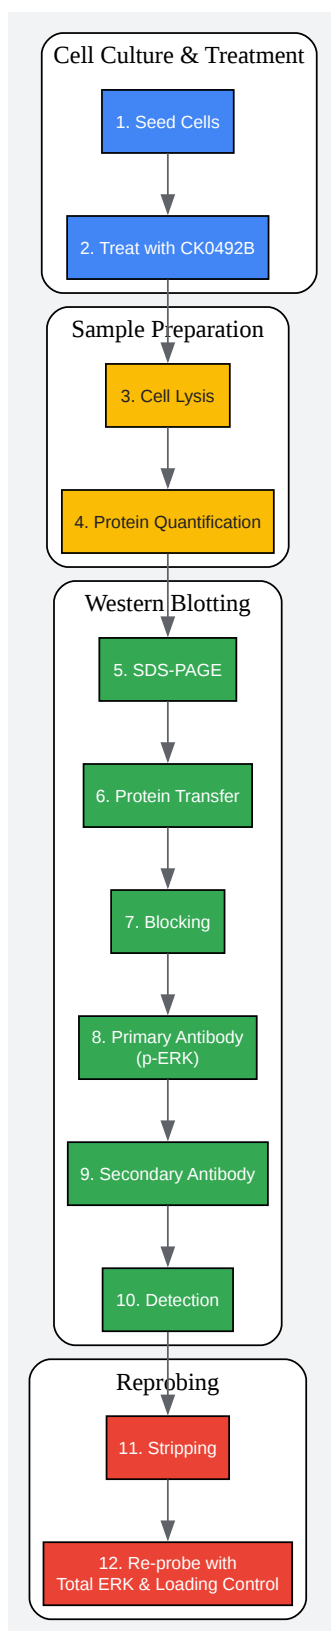 Cell Culture & Treatment
1. Seed Cells
2. Treat with CK0492B
Sample Preparation
3. Cell Lysis
4. Protein Quantification
Western Blotting
5. SDS-PAGE
6. Protein Transfer
7. Blocking
8. Primary Antibody
(p-ERK)
9. Secondary Antibody
10. Detection
Reprobing
11. Stripping
12. Re-probe with
Total ERK & Loading Control